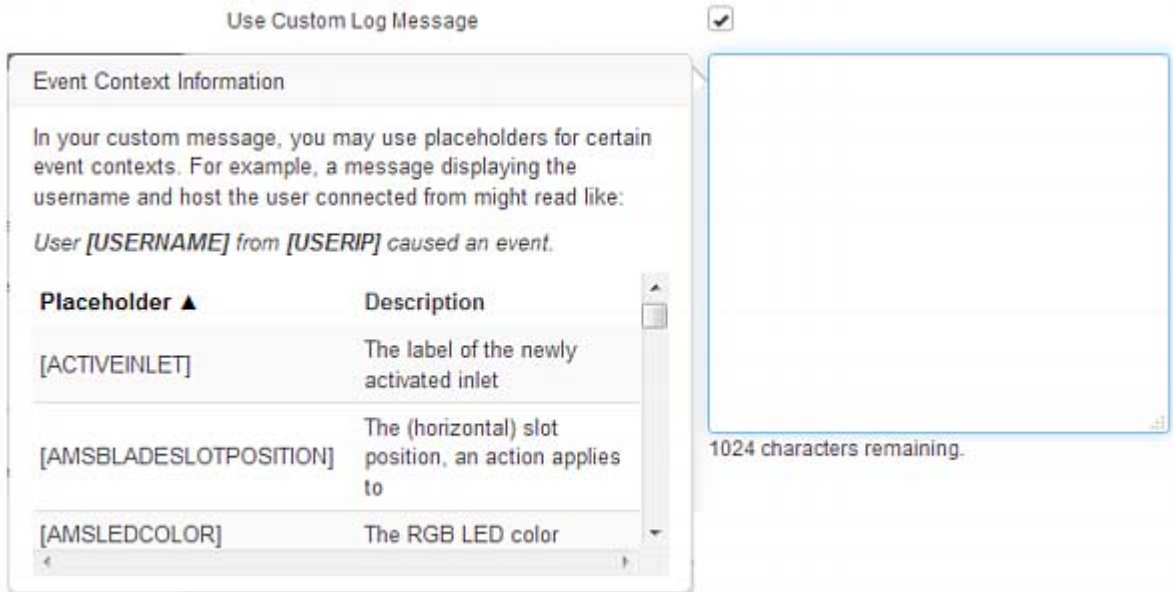 Use Custom Log Message
Event Context Information
In your custom message, you may use placeholders for certain
event contexts. For example, a message displaying the
username and host the user connected from might read like:
User [USERNAME] from [USERIP] caused an event.
Placeholder ▲ Description
[ACTIVEINLET] The label of the newly
activated inlet
[AMSBLADESLOTPOSITION] The (horizontal) slot
position, an action applies
to
[AMSLEDCOLOR] The RGB LED color
1024 characters remaining.